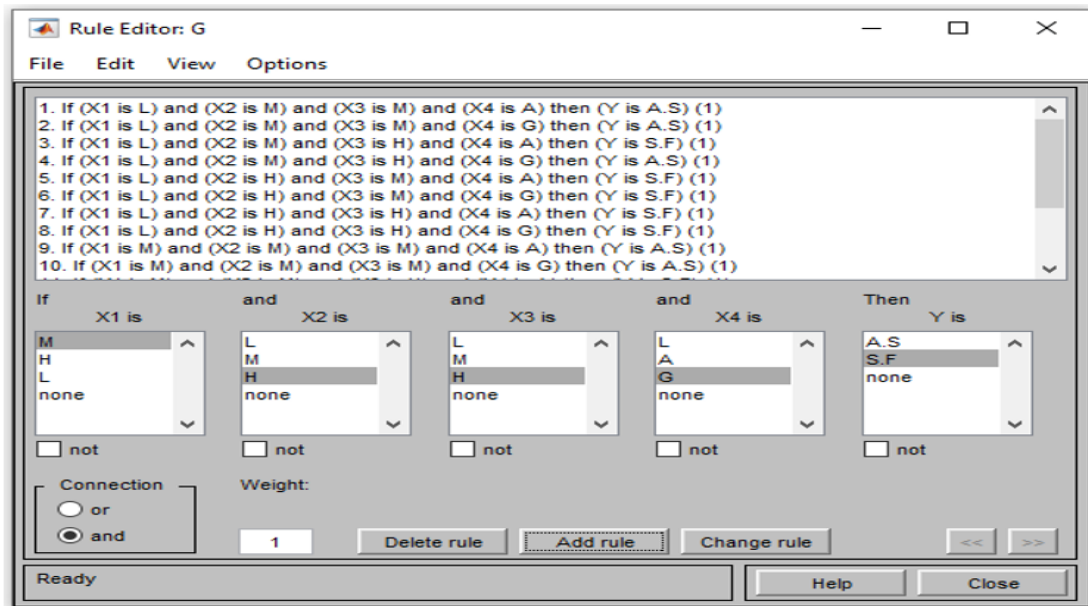 Rule Editor: G
File Edit View Options
1. If (X1 is L) and (X2 is M) and (X3 is M) and (X4 is A) then (Y is A.S) (1)
2. If (X1 is L) and (X2 is M) and (X3 is M) and (X4 is G) then (Y is A.S) (1)
3. If (X1 is L) and (X2 is M) and (X3 is H) and (X4 is A) then (Y is S.F) (1)
4. If (X1 is L) and (X2 is M) and (X3 is H) and (X4 is G) then (Y is A.S) (1)
5. If (X1 is L) and (X2 is H) and (X3 is M) and (X4 is A) then (Y is S.F) (1)
6. If (X1 is L) and (X2 is H) and (X3 is M) and (X4 is G) then (Y is S.F) (1)
7. If (X1 is L) and (X2 is H) and (X3 is H) and (X4 is A) then (Y is S.F) (1)
8. If (X1 is L) and (X2 is H) and (X3 is H) and (X4 is G) then (Y is S.F) (1)
9. If (X1 is M) and (X2 is M) and (X3 is M) and (X4 is A) then (Y is A.S) (1)
10. If (X1 is M) and (X2 is M) and (X3 is M) and (X4 is G) then (Y is A.S) (1)
If and and and Then
X1 is X2 is X3 is X4 is Y is
M L L L A.S
H M M A S.F
L H H G none
none none none none
not not not not not
Connection Weight:
or
and 1 Delete rule Add rule Change rule << >>
Ready Help Close